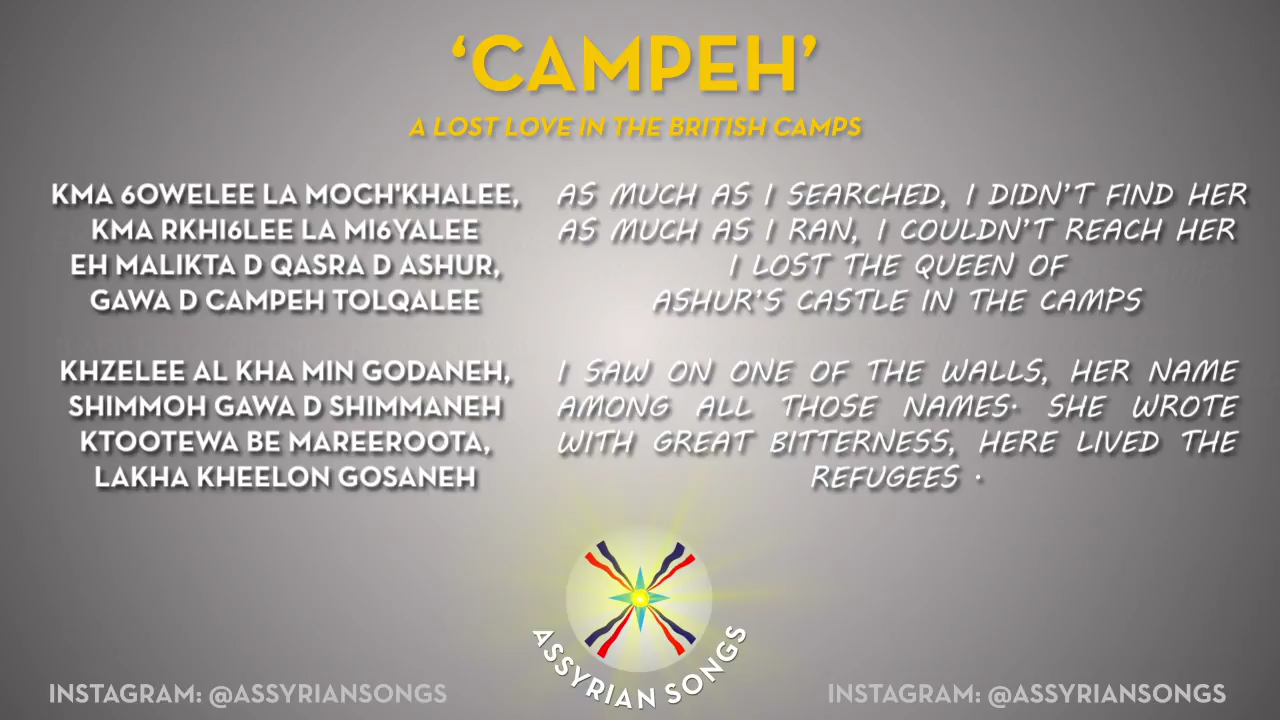 ‘CAMPEH’
A LOST LOVE IN THE BRITISH CAMPS
KMA 6OWELEE LA MOCH'KHALEE,
KMA RKHI6LEE LA MI6YALEE
EH MALIKTA D QASRA D ASHUR,
GAWA D CAMPEH TOLQALEE
KHZELEE AL KHA MIN GODANEH,
SHIMMOH GAWA D SHIMMANEH
KTOOTEWA BE MAREEROOTA,
LAKHA KHEELON GOSANEH
AS MUCH AS I SEARCHED, I DIDN’T FIND HER
AS MUCH AS I RAN, I COULDN’T REACH HER
I LOST THE QUEEN OF
ASHUR’S CASTLE IN THE CAMPS
I SAW ON ONE OF THE WALLS, HER NAME
AMONG ALL THOSE NAMES. SHE WROTE
WITH GREAT BITTERNESS, HERE LIVED THE
REFUGEES .
ASSYRIAN SONGS
INSTAGRAM: @ASSYRIANSONGS
INSTAGRAM: @ASSYRIANSONGS